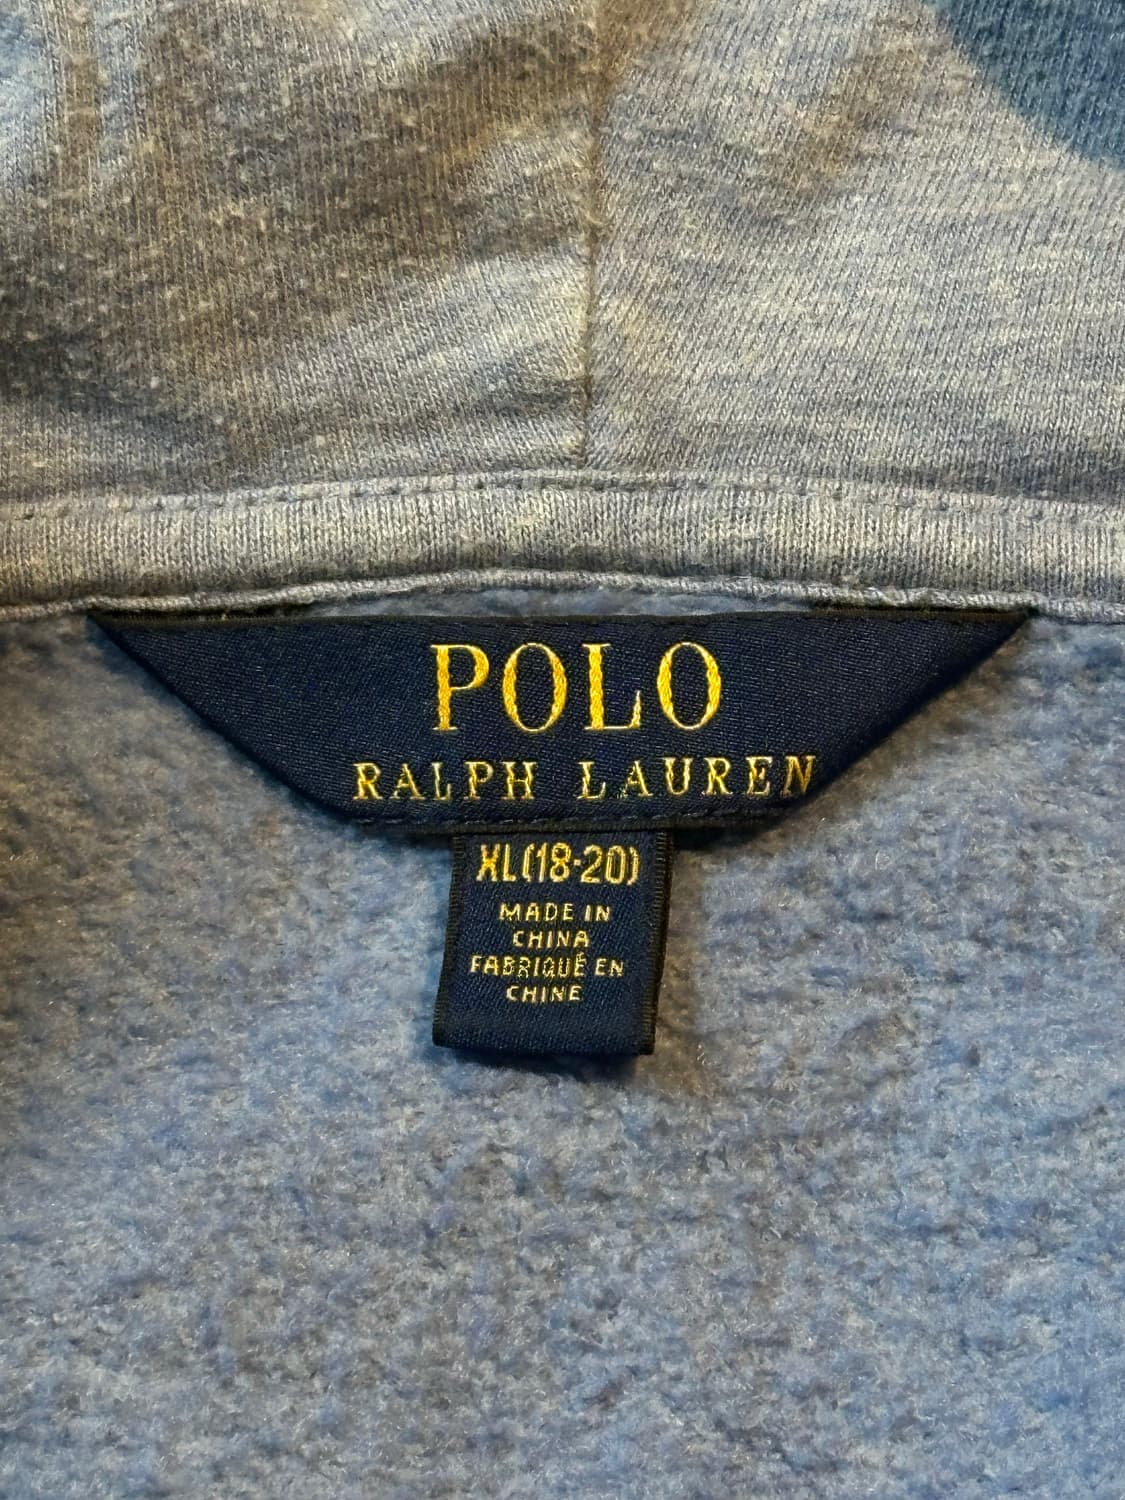 POLO
RALPH LAUREN
XL(18-20)
MADE IN
CHINA
FABRIQUÉ EN
CHINE